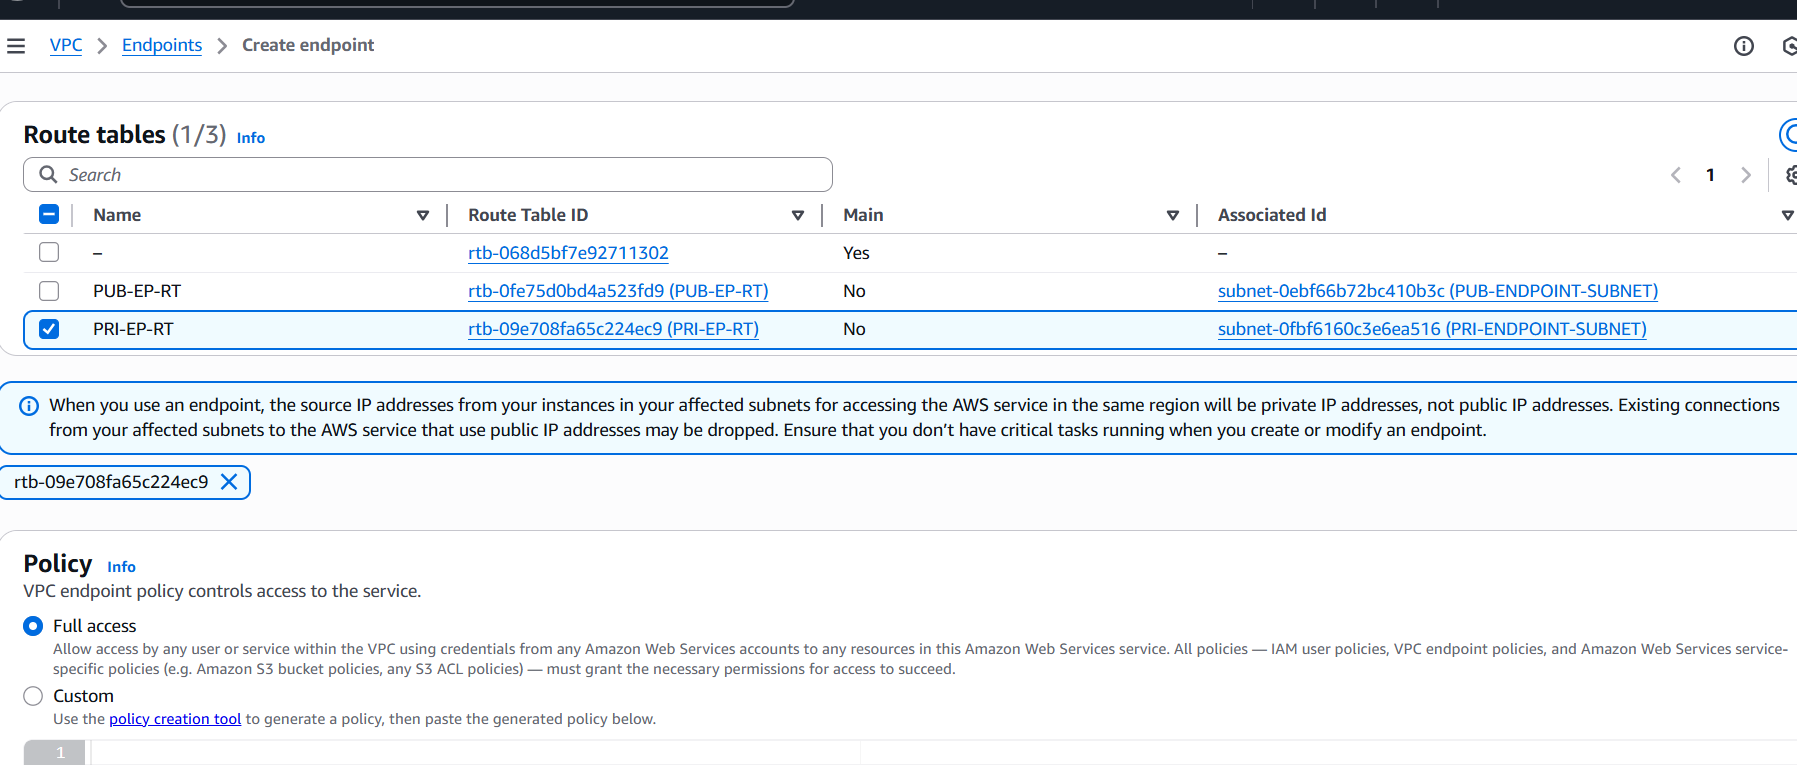 VPC > Endpoints > Create endpoint
Route tables (1/3) Info
Search
1
Name Route Table ID Main Associated Id
– rtb-068d5bf7e92711302 Yes –
PUB-EP-RT rtb-0fe75d0bd4a523fd9 (PUB-EP-RT) No subnet-0ebf66b72bc410b3c (PUB-ENDPOINT-SUBNET)
PRI-EP-RT rtb-09e708fa65c224ec9 (PRI-EP-RT) No subnet-0fbf6160c3e6ea516 (PRI-ENDPOINT-SUBNET)
When you use an endpoint, the source IP addresses from your instances in your affected subnets for accessing the AWS service in the same region will be private IP addresses, not public IP addresses. Existing connections
from your affected subnets to the AWS service that use public IP addresses may be dropped. Ensure that you don't have critical tasks running when you create or modify an endpoint.
rtb-09e708fa65c224ec9
Policy Info
VPC endpoint policy controls access to the service.
Full access
Allow access by any user or service within the VPC using credentials from any Amazon Web Services accounts to any resources in this Amazon Web Services service. All policies — IAM user policies, VPC endpoint policies, and Amazon Web Services service-
specific policies (e.g. Amazon S3 bucket policies, any S3 ACL policies) — must grant the necessary permissions for access to succeed.
Custom
Use the policy creation tool to generate a policy, then paste the generated policy below.
1